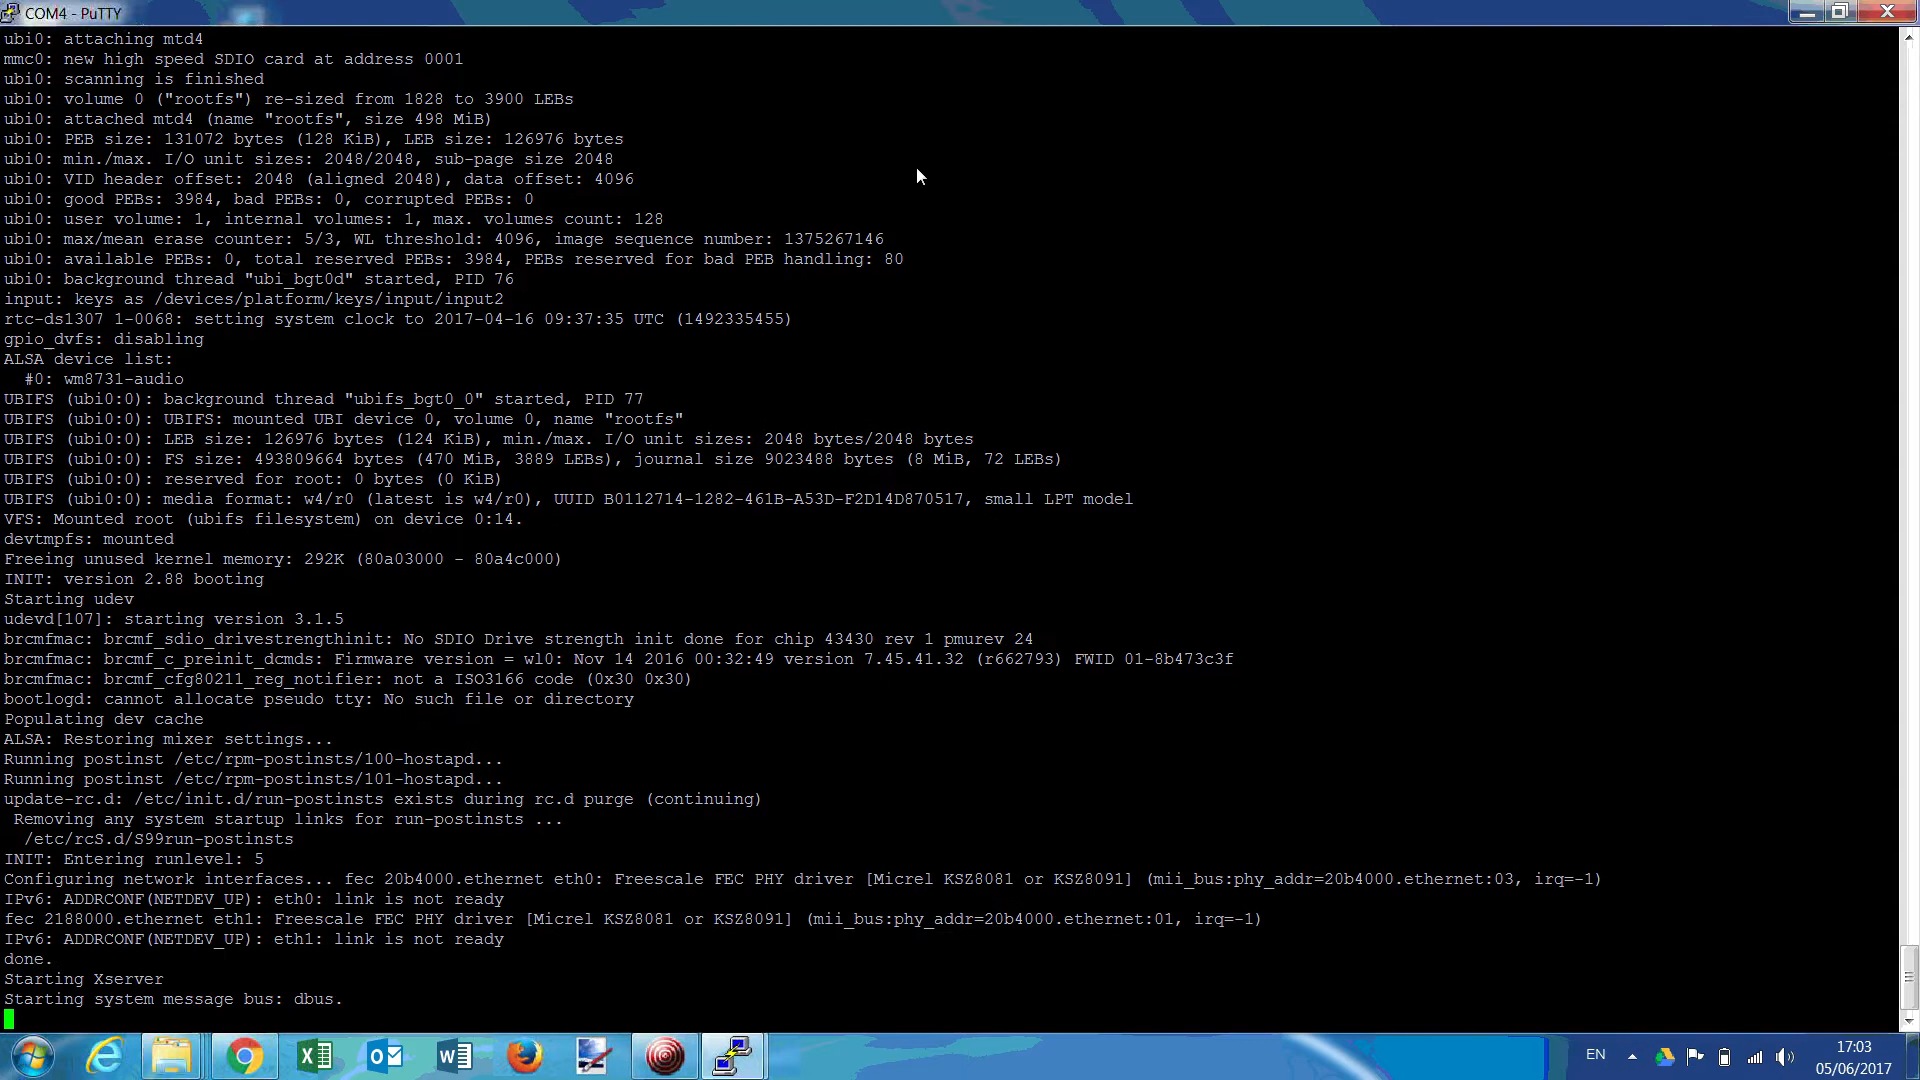 COM4 - PuTTY
ubi0: attaching mtd4
mmc0: new high speed SDIO card at address 0001
ubi0: scanning is finished
ubi0: volume 0 ("rootfs") re-sized from 1828 to 3900 LEBs
ubi0: attached mtd4 (name "rootfs", size 498 MiB)
ubi0: PEB size: 131072 bytes (128 KiB), LEB size: 126976 bytes
ubi0: min./max. I/O unit sizes: 2048/2048, sub-page size 2048
ubi0: VID header offset: 2048 (aligned 2048), data offset: 4096
ubi0: good PEBs: 3984, bad PEBs: 0, corrupted PEBs: 0
ubi0: user volume: 1, internal volumes: 1, max. volumes count: 128
ubi0: max/mean erase counter: 5/3, WL threshold: 4096, image sequence number: 1375267146
ubi0: available PEBs: 0, total reserved PEBs: 3984, PEBs reserved for bad PEB handling: 80
ubi0: background thread "ubi_bgt0d" started, PID 76
input: keys as /devices/platform/keys/input/input2
rtc-ds1307 1-0068: setting system clock to 2017-04-16 09:37:35 UTC (1492335455)
gpio_dvfs: disabling
ALSA device list:
  #0: wm8731-audio
UBIFS (ubi0:0): background thread "ubifs_bgt0_0" started, PID 77
UBIFS (ubi0:0): UBIFS: mounted UBI device 0, volume 0, name "rootfs"
UBIFS (ubi0:0): LEB size: 126976 bytes (124 KiB), min./max. I/O unit sizes: 2048 bytes/2048 bytes
UBIFS (ubi0:0): FS size: 493809664 bytes (470 MiB, 3889 LEBs), journal size 9023488 bytes (8 MiB, 72 LEBs)
UBIFS (ubi0:0): reserved for root: 0 bytes (0 KiB)
UBIFS (ubi0:0): media format: w4/r0 (latest is w4/r0), UUID B0112714-1282-461B-A53D-F2D14D870517, small LPT model
VFS: Mounted root (ubifs filesystem) on device 0:14.
devtmpfs: mounted
Freeing unused kernel memory: 292K (80a03000 - 80a4c000)
INIT: version 2.88 booting
Starting udev
udevd[107]: starting version 3.1.5
brcmfmac: brcmf_sdio_drivestrengthinit: No SDIO Drive strength init done for chip 43430 rev 1 pmurev 24
brcmfmac: brcmf_c_preinit_dcmds: Firmware version = wl0: Nov 14 2016 00:32:49 version 7.45.41.32 (r662793) FWID 01-8b473c3f
brcmfmac: brcmf_cfg80211_reg_notifier: not a ISO3166 code (0x30 0x30)
bootlogd: cannot allocate pseudo tty: No such file or directory
Populating dev cache
ALSA: Restoring mixer settings...
Running postinst /etc/rpm-postinsts/100-hostapd...
Running postinst /etc/rpm-postinsts/101-hostapd...
update-rc.d: /etc/init.d/run-postinsts exists during rc.d purge (continuing)
 Removing any system startup links for run-postinsts ...
  /etc/rcS.d/S99run-postinsts
INIT: Entering runlevel: 5
Configuring network interfaces... fec 20b4000.ethernet eth0: Freescale FEC PHY driver [Micrel KSZ8081 or KSZ8091] (mii_bus:phy_addr=20b4000.ethernet:03, irq=-1)
IPv6: ADDRCONF(NETDEV_UP): eth0: link is not ready
fec 2188000.ethernet eth1: Freescale FEC PHY driver [Micrel KSZ8081 or KSZ8091] (mii_bus:phy_addr=20b4000.ethernet:01, irq=-1)
IPv6: ADDRCONF(NETDEV_UP): eth1: link is not ready
done.
Starting Xserver
Starting system message bus: dbus.
EN
17:03
05/06/2017